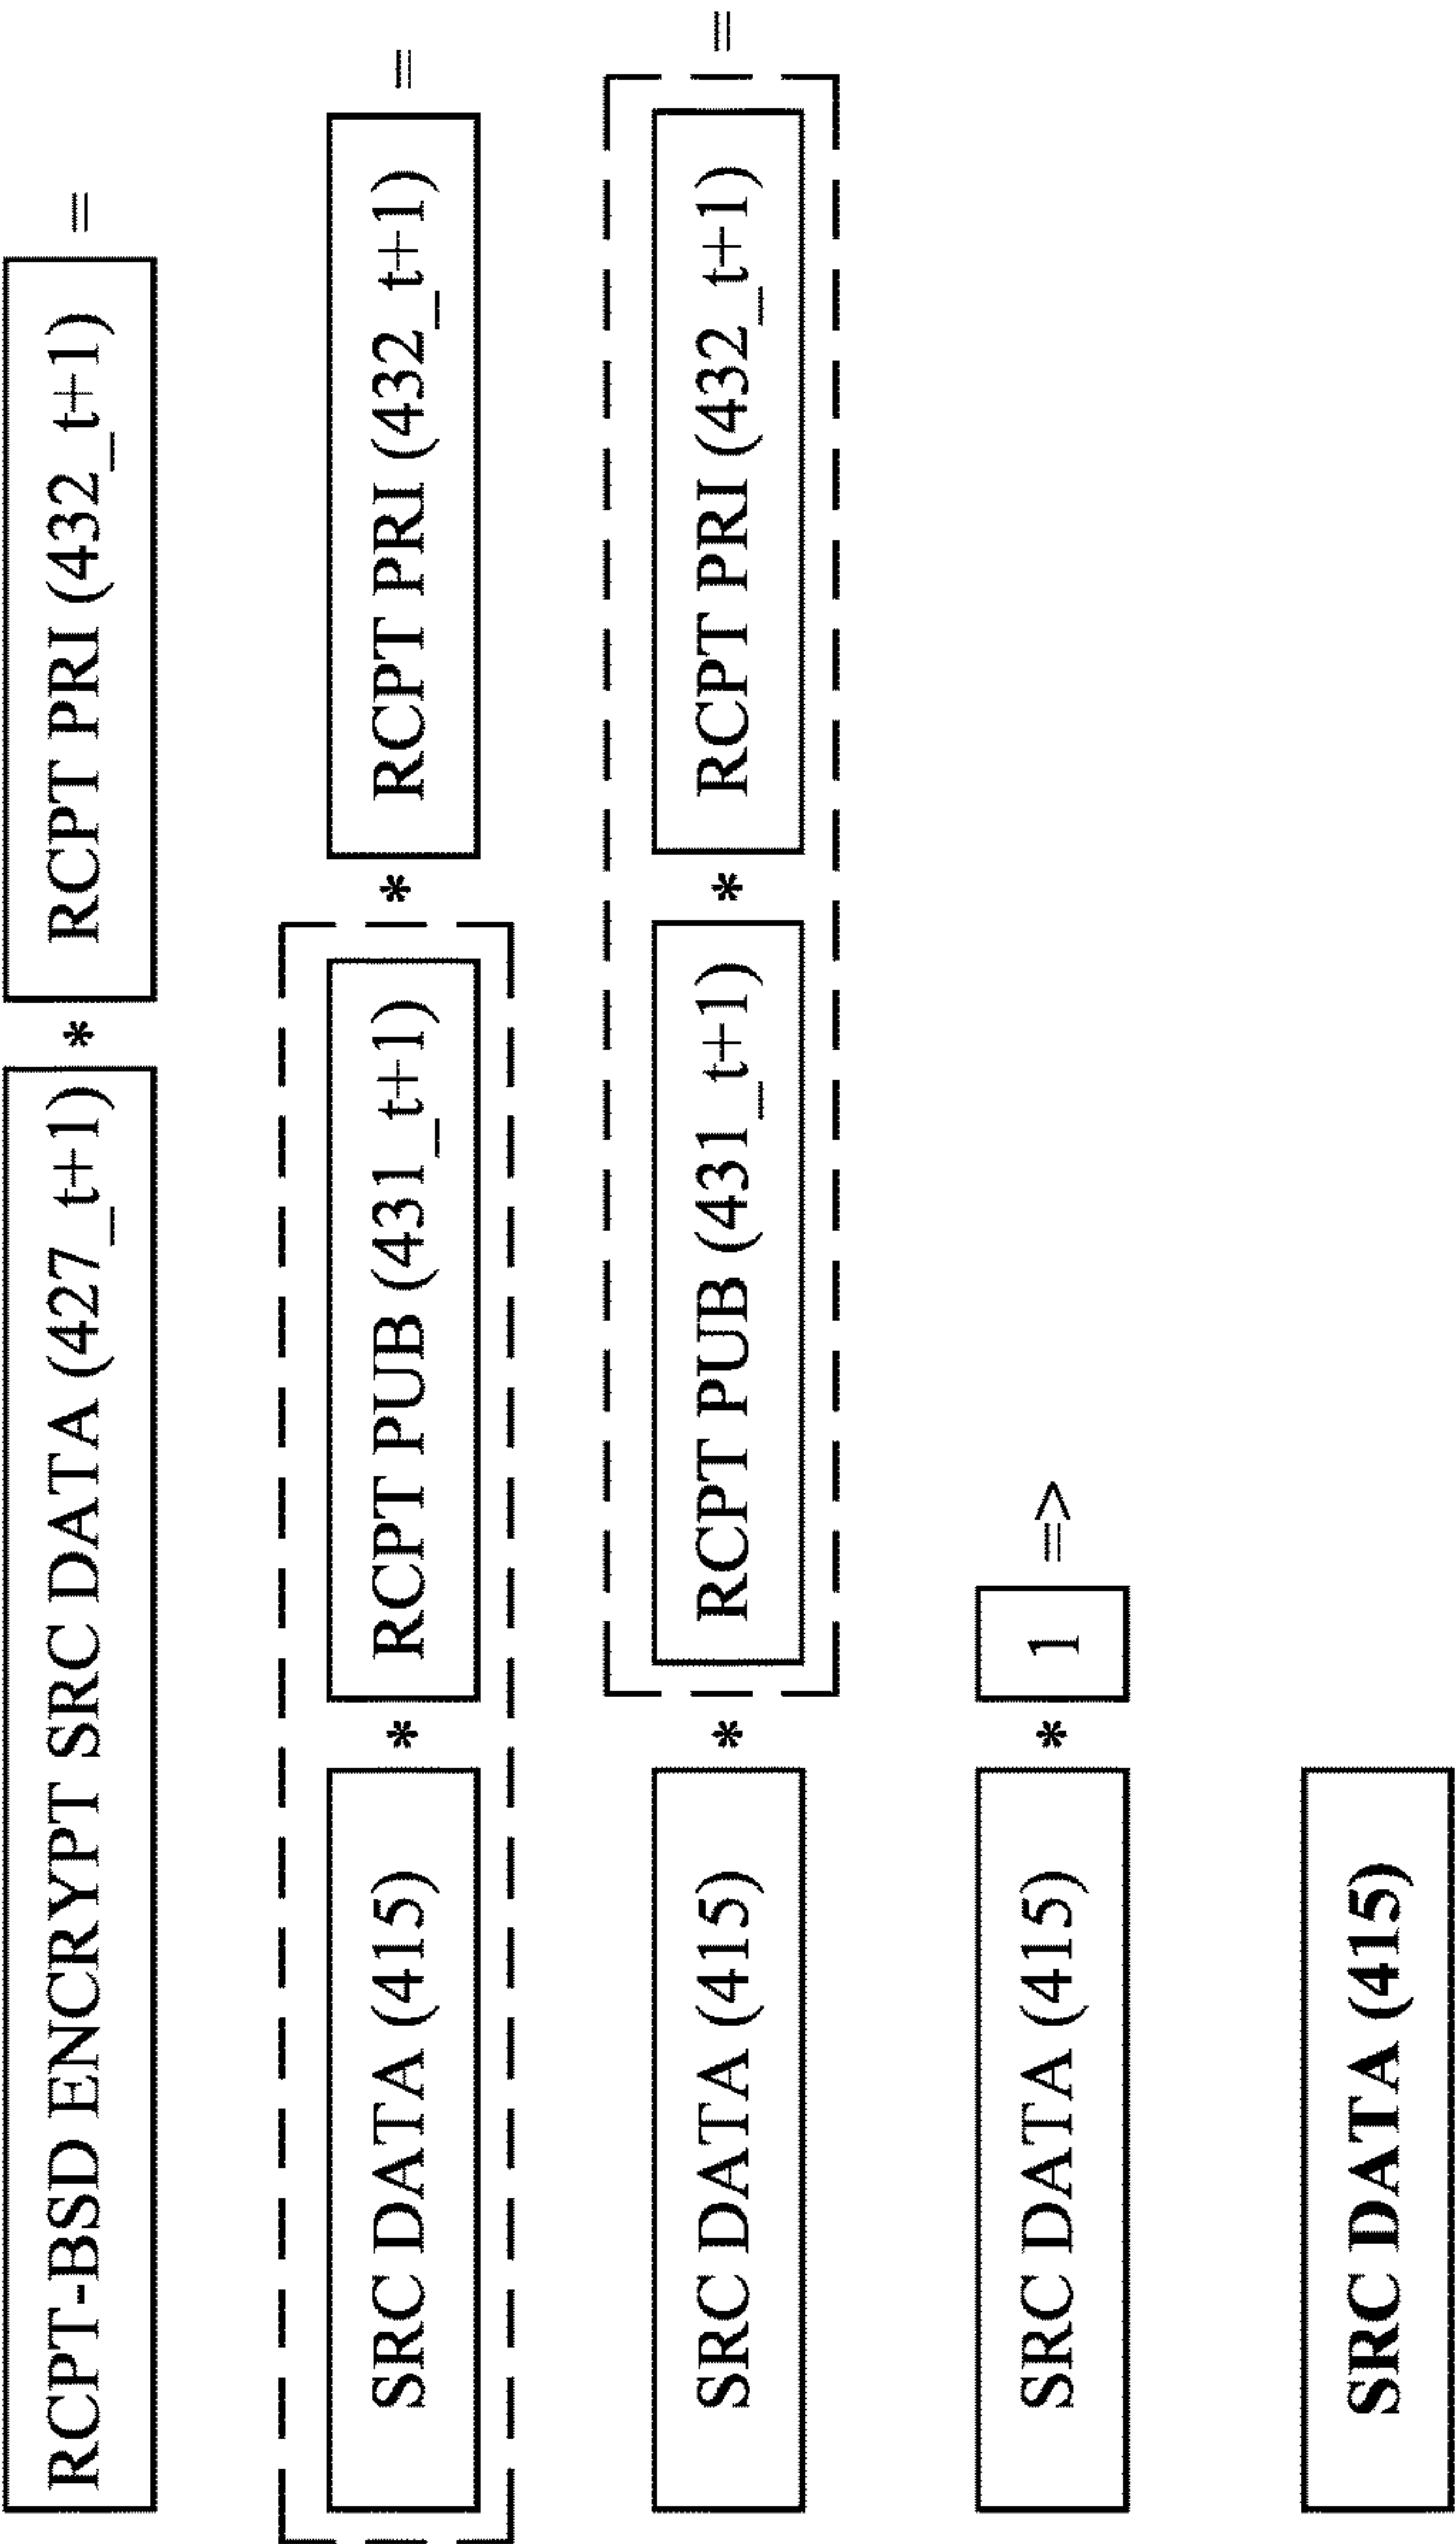 RCPT-BSD ENCRYPT SRC DATA (427_t+1) * RCPT PRI (432_t+1) =
SRC DATA (415) * RCPT PUB (431_t+1) * RCPT PRI (432_t+1) =
SRC DATA (415) * RCPT PUB (431_t+1) * RCPT PRI (432_t+1) =
SRC DATA (415) * 1 =>
SRC DATA (415)